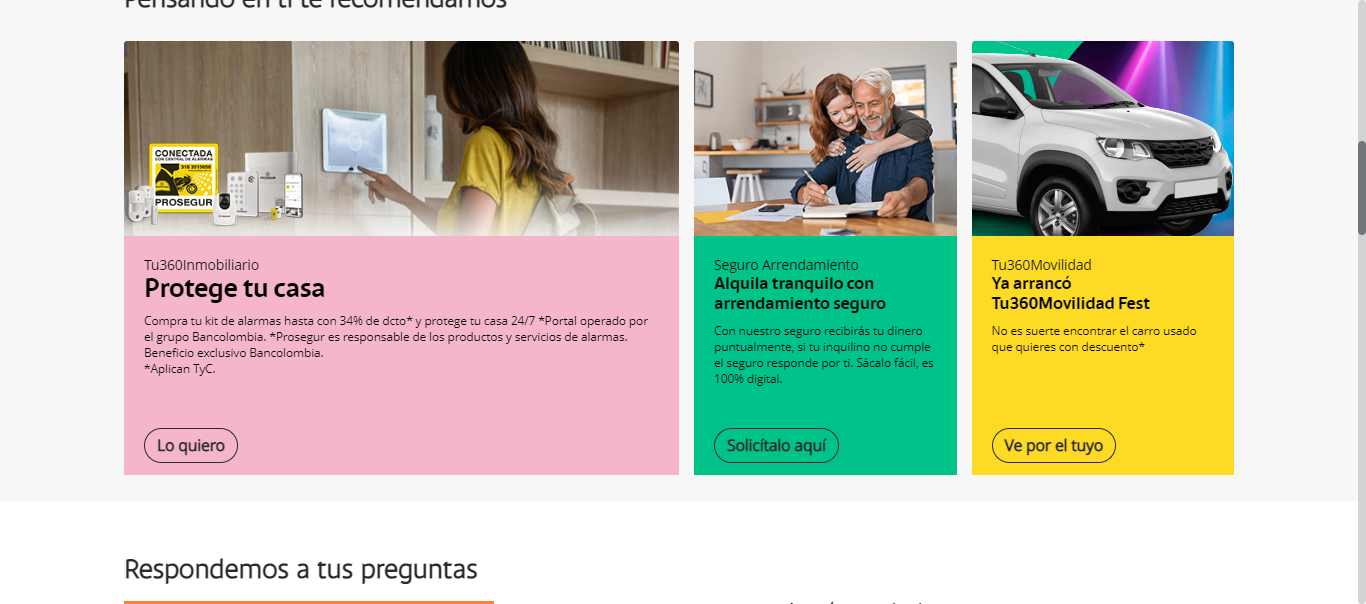 Pensando en ti te recomendamos
CONECTADA
CON CENTRAL DE ALARMAS
PROSEGUR
Tu360Inmobiliario
Protege tu casa
Compra tu kit de alarmas hasta con 34% de dcto* y protege tu casa 24/7 *Portal operado por
el grupo Bancolombia. *Prosegur es responsable de los productos y servicios de alarmas.
Beneficio exclusivo Bancolombia.
*Aplican TyC.
Lo quiero
Seguro Arrendamiento
Alquila tranquilo con
arrendamiento seguro
Con nuestro seguro recibirás tu dinero
puntualmente, si tu inquilino no cumple
el seguro responde por ti. Sácalo fácil, es
100% digital.
Solicítalo aquí
Tu360Movilidad
Ya arrancó
Tu360Movilidad Fest
No es suerte encontrar el carro usado
que quieres con descuento*
Ve por el tuyo
Respondemos a tus preguntas